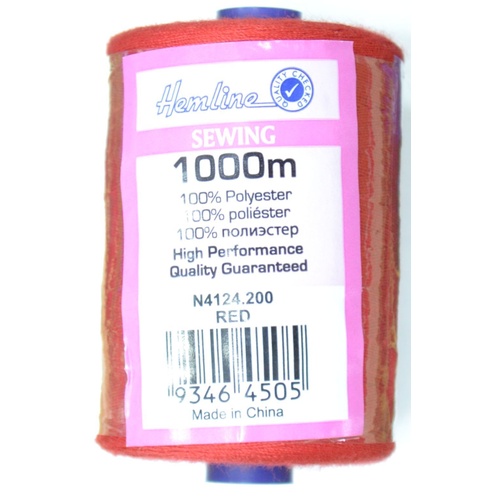 Hemline
QUALITY CHECKED
SEWING
1000m
100% Polyester
100% poliéster
100% полиэстер
High Performance
Quality Guaranteed
N4124.200
RED
9346 4505
Made in China